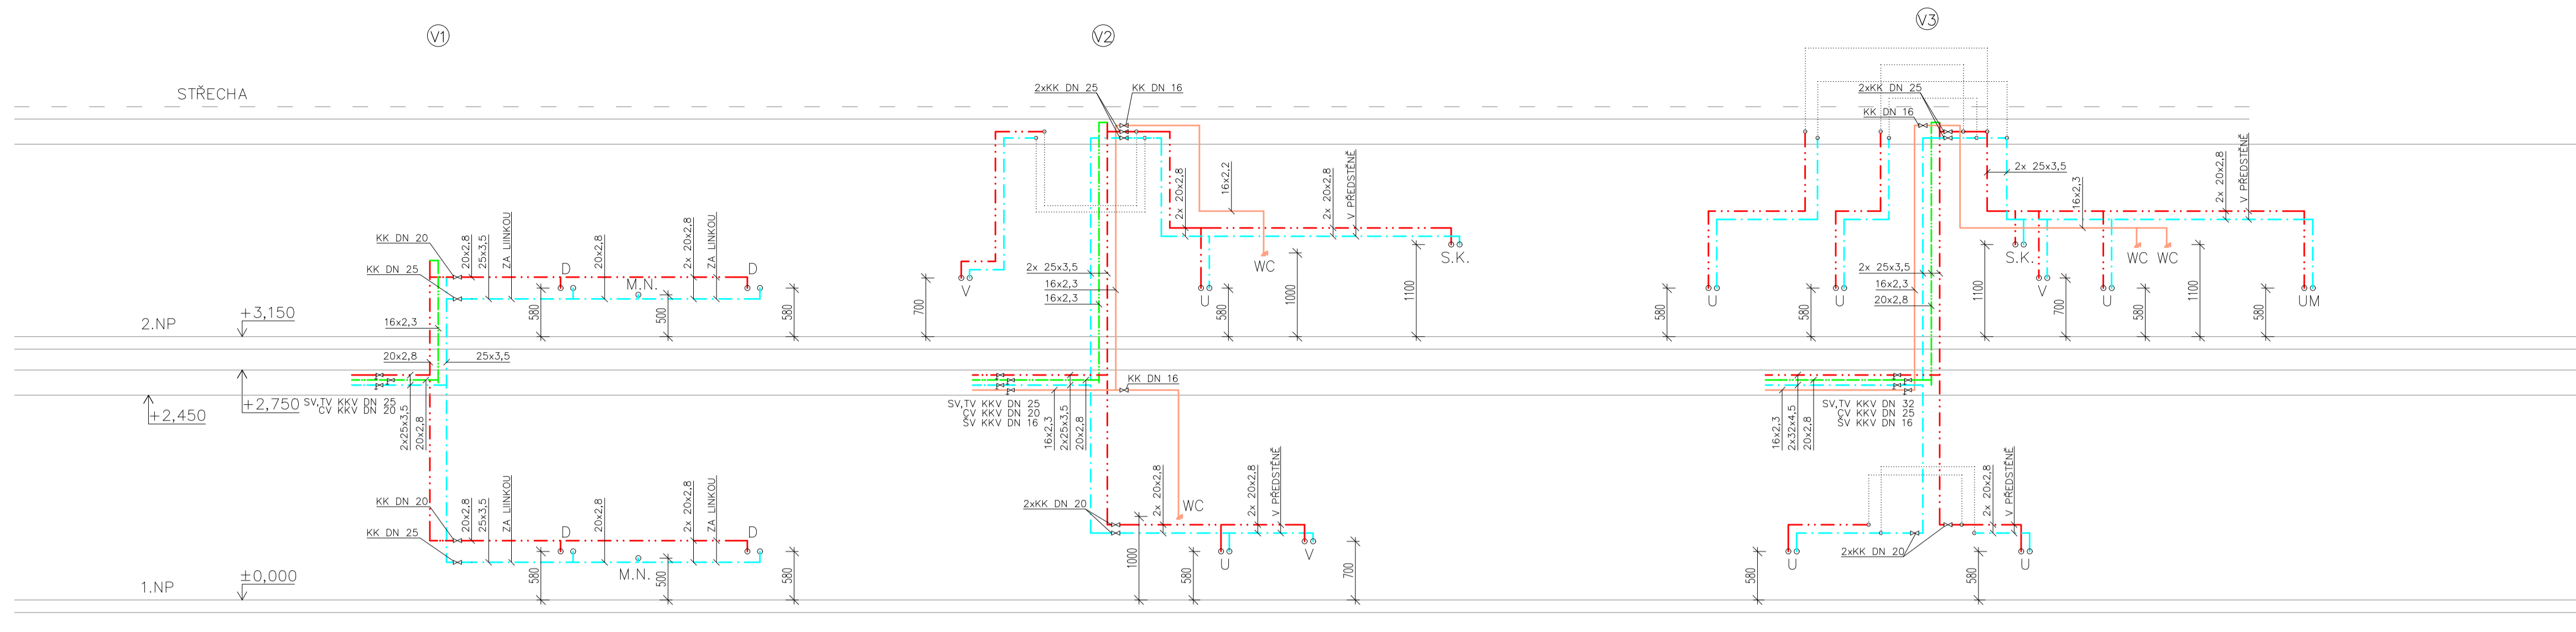 V1
V2
V3
STŘECHA
KK DN 20
KK DN 25
20x2,8
25x3,5
ZA LIINKOU
D
20x2,8
M.N.
2x 20x2,8
ZA LINKOU
D
580
500
580
2.NP
+3,150
16x2,3
20x2,8
25x3,5
+2,750
+2,450
SV,TV KKV DN 25
CV KKV DN 20
2x25x3,5
20x2,8
KK DN 20
KK DN 25
20x2,8
25x3,5
ZA LIINKOU
D
20x2,8
M.N.
2x 20x2,8
ZA LINKOU
D
580
500
580
1.NP
±0,000
2xKK DN 25
KK DN 16
2x 20x2,8
16x2,2
2x 20x2,8
V PŘEDSTĚNĚ
V
WC
S.K.
U
700
2x 25x3,5
16x2,3
16x2,3
580
1000
1100
KK DN 16
SV,TV KKV DN 25
CV KKV DN 20
ŠV KKV DN 16
16x2,3
2x25x3,5
20x2,8
2xKK DN 20
2x 20x2,8
WC
2x 20x2,8
V PŘEDSTĚNĚ
U
V
1000
580
700
2xKK DN 25
KK DN 16
2x 25x3,5
16x2,3
2x 20x2,8
V PŘEDSTĚNĚ
U
U
S.K.
V
U
WC
WC
UM
580
580
2x 25x3,5
16x2,3
20x2,8
1100
700
580
1100
580
SV,TV KKV DN 32
CV KKV DN 25
ŠV KKV DN 16
16x2,3
2x32x4,5
20x2,8
2x 20x2,8
V PŘEDSTĚNĚ
2xKK DN 20
U
U
580
580